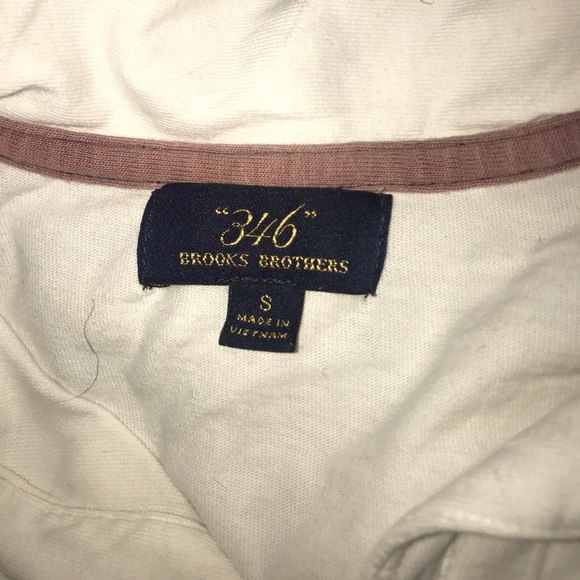 "346"
BROOKS BROTHERS
S
MADE IN
VIETNAM